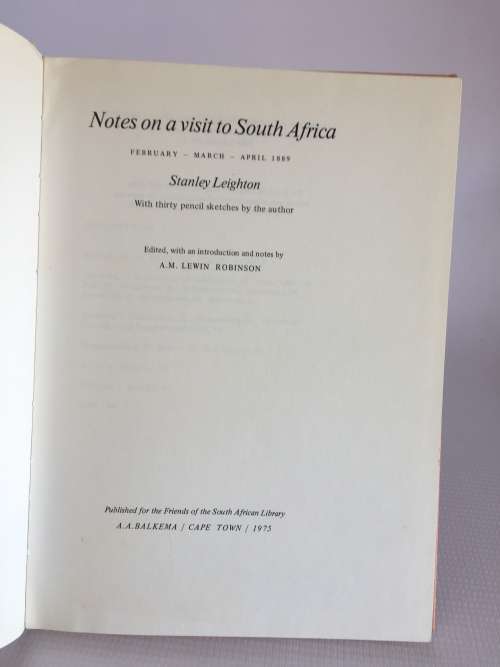 Notes on a visit to South Africa
FEBRUARY – MARCH – APRIL 1889
Stanley Leighton
With thirty pencil sketches by the author
Edited, with an introduction and notes by
A.M. LEWIN ROBINSON
Published for the Friends of the South African Library
A.A.BALKEMA / CAPE TOWN / 1975